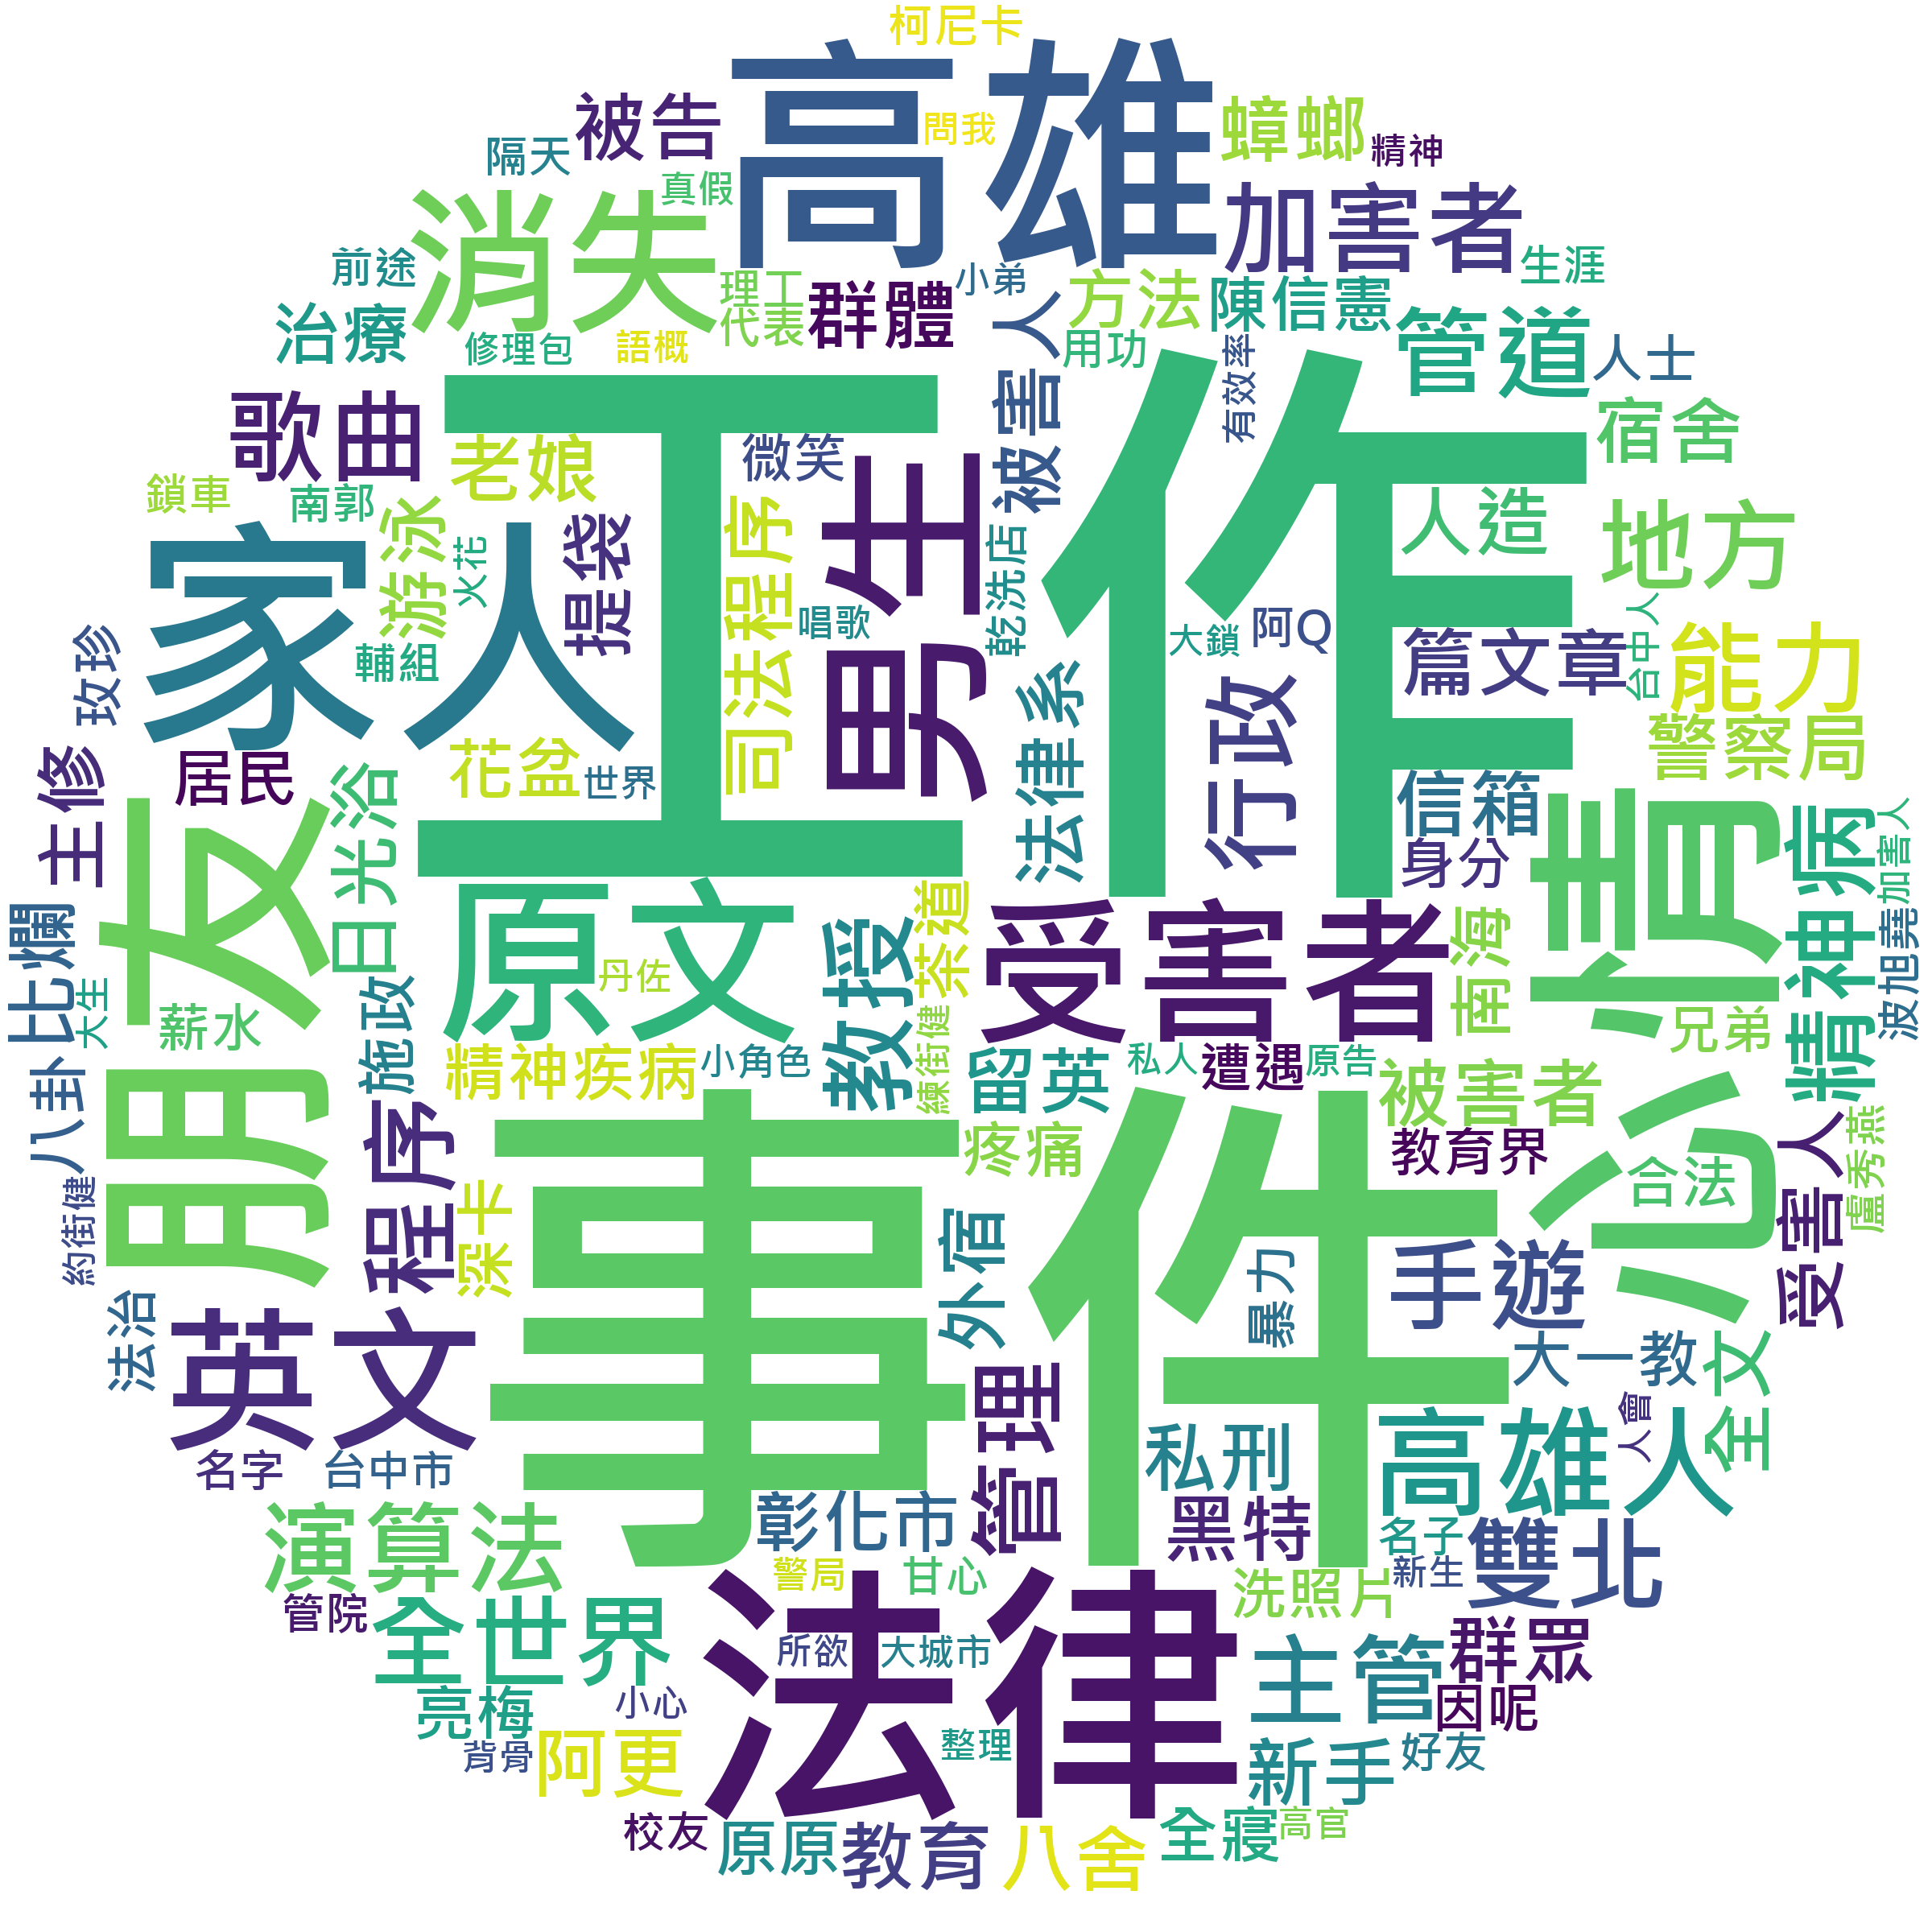 柯尼卡
高雄
被告
問我
蟑螂
精神
隔天
真假
消失
加害者
前途
理工
代表
群體
小弟
方法
陳信憲
生涯
治療
修理包
語概
被害人
用功
有效率
管道
人士
歌曲
工作
老娘
微笑
宿舍
鎖車
南郭
游泳
火花
提袋
司法程序
男生
乾洗店
人造
地方
家人
唱歌
大鎖
阿Q
台中人
玫珍
輔組
法律系
行政
篇文章
能力
警察局
主修
居民
花盆
世界
信箱
身分
心情
精神病
加害人
朋友
日光浴
原文
丹佐
教授
茶道
受害者
南海
波旭蕘
比爛
大生
薪水
施政
精神疾病
小角色
練街健
留英
私人
遭遇
原告
兄弟
被害者
八卦
程序
事件
疼痛
教育界
合法
受害人
盧秀燕
約街健
深卡
外宿
暴力
手遊
法治
英文
管理
大一教
全文
名字
台中市
私刑
高雄人
人會
演算法
彰化市
黑特
名子
雙北
管院
全世界
警局
甘心
洗照片
新生
法律
所欲
大城市
主管
群眾
亮梅
小心
因呢
背骨
阿更
整理
新手
好友
校友
原原
教育
八舍
全寢
高官